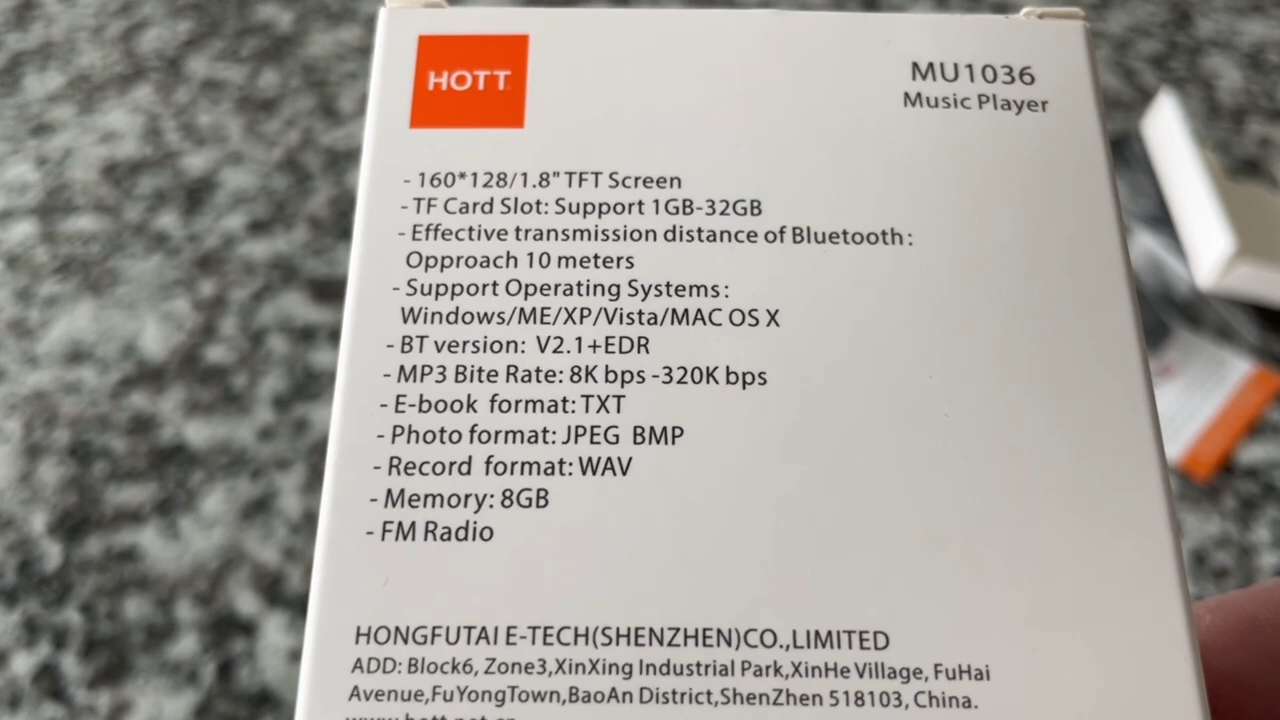 HOTT
MU1036
Music Player
- 160*128/1.8" TFT Screen
- TF Card Slot: Support 1GB-32GB
- Effective transmission distance of Bluetooth:
Opproach 10 meters
- Support Operating Systems:
Windows/ME/XP/Vista/MAC OS X
- BT version: V2.1+EDR
- MP3 Bite Rate: 8K bps -320K bps
- E-book format: TXT
- Photo format: JPEG BMP
- Record format: WAV
- Memory: 8GB
- FM Radio
HONGFUTAI E-TECH(SHENZHEN)CO.,LIMITED
ADD: Block6, Zone3,XinXing Industrial Park,XinHe Village, FuHai
Avenue,FuYongTown,BaoAn District,ShenZhen 518103, China.